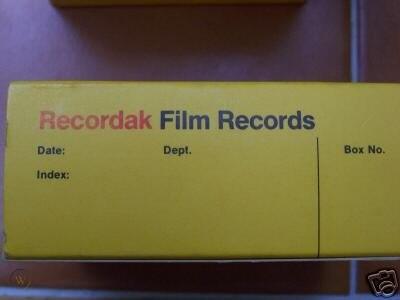 Recordak Film Records
Date: Dept. Box No.
Index: